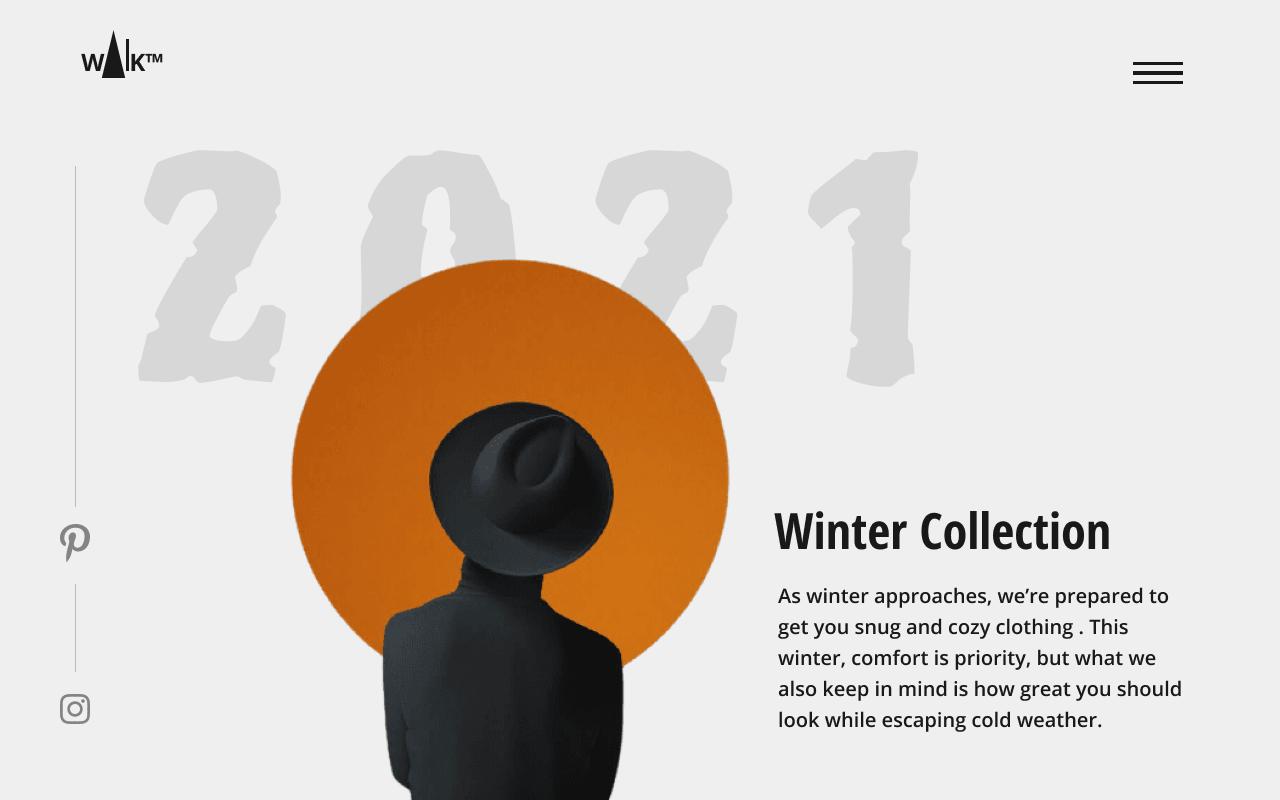 WALK™
2021
Winter Collection
As winter approaches, we’re prepared to
get you snug and cozy clothing . This
winter, comfort is priority, but what we
also keep in mind is how great you should
look while escaping cold weather.